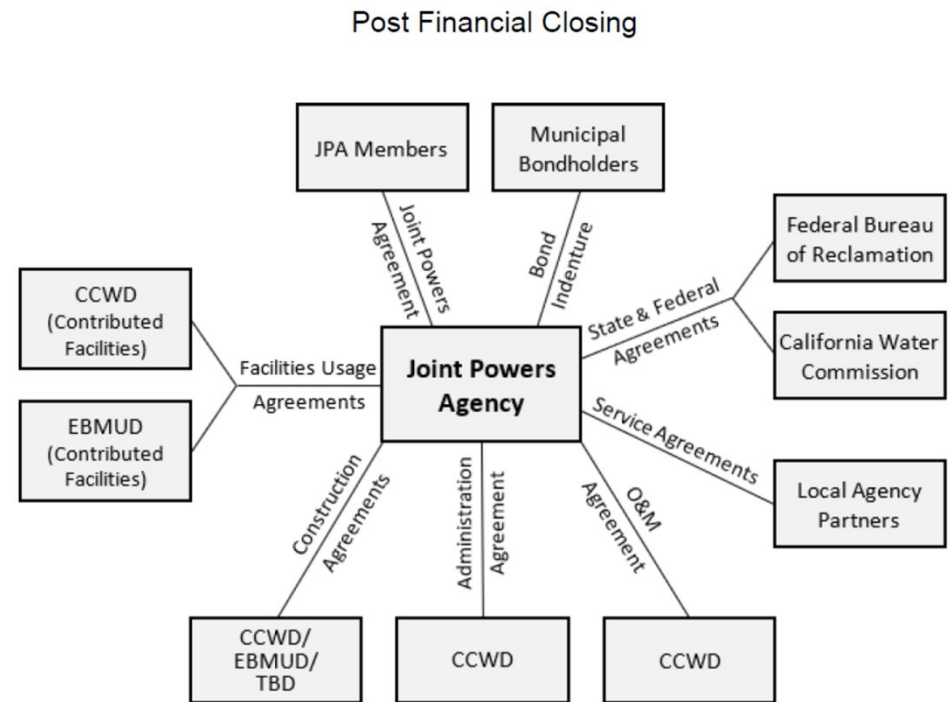 Post Financial Closing
JPA Members
Municipal
Bondholders
Joint Powers
Agreement
Bond
Indenture
Federal Bureau
of Reclamation
State & Federal
Agreements
California Water
Commission
CCWD
(Contributed
Facilities)
Facilities Usage
Agreements
EBMUD
(Contributed
Facilities)
Joint Powers
Agency
Service Agreements
Local Agency
Partners
Construction
Agreements
Administration
Agreement
O&M
Agreement
CCWD/
EBMUD/
TBD
CCWD
CCWD